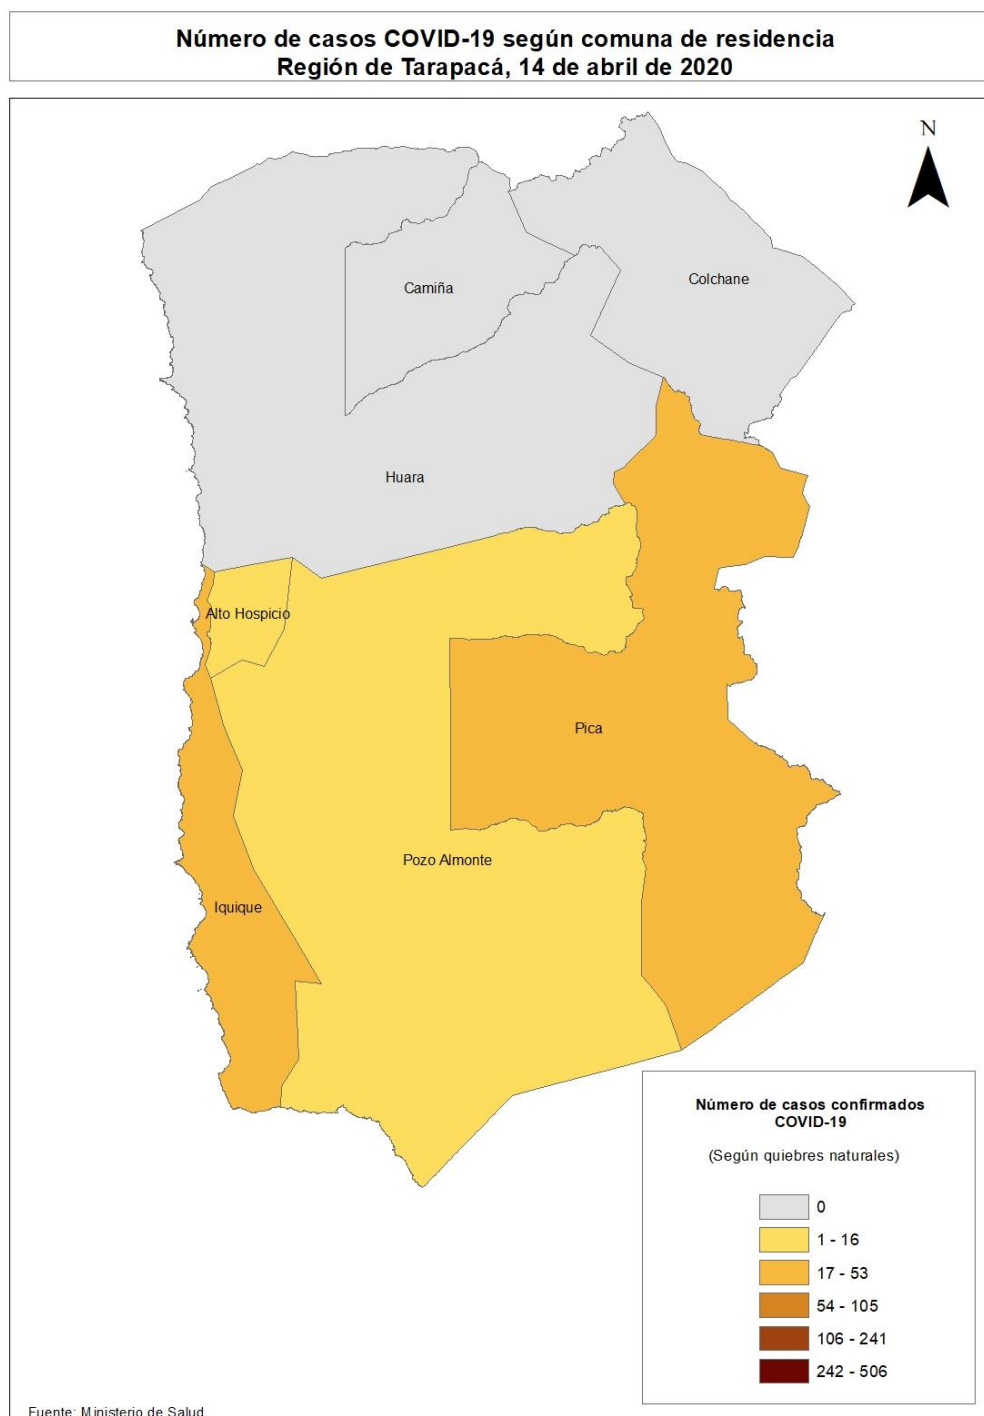 Número de casos COVID-19 según comuna de residencia
Región de Tarapacá, 14 de abril de 2020
N
Camiña
Colchane
Huara
Alto Hospicio
Pica
Pozo Almonte
Iquique
Número de casos confirmados
COVID-19
(Según quiebres naturales)
0
1 - 16
17 - 53
54 - 105
106 - 241
242 - 506
Fuente: Ministerio de Salud